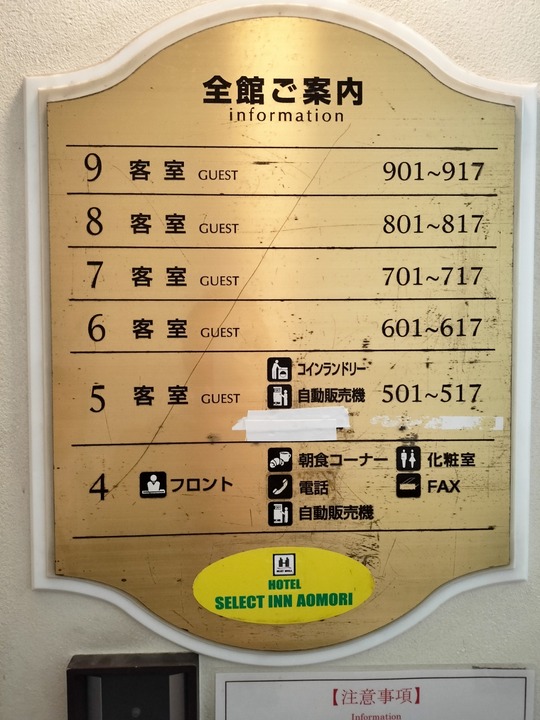 全館ご案内
information
9 客室 GUEST 901~917
8 客室 GUEST 801~817
7 客室 GUEST 701~717
6 客室 GUEST 601~617
コインランドリー
5 客室 GUEST 自動販売機 501~517
朝食コーナー 化粧室
4 フロント 電話 FAX
自動販売機
HOTEL
SELECT INN AOMORI
【注意事項】
Information